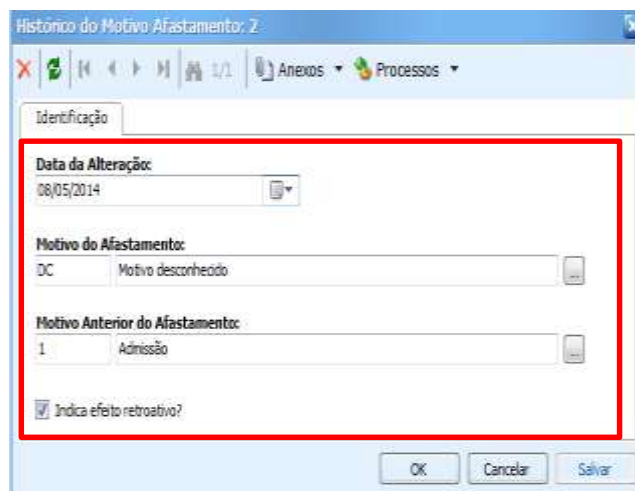 Histórico do Motivo Afastamento: 2
1/1 Anexos Processos
Identificação
Data da Alteração:
08/05/2014
Motivo do Afastamento:
DC Motivo desconhecido ...
Motivo Anterior do Afastamento:
1 Admissão ...
Indica efeito retroativo?
OK Cancelar Salvar